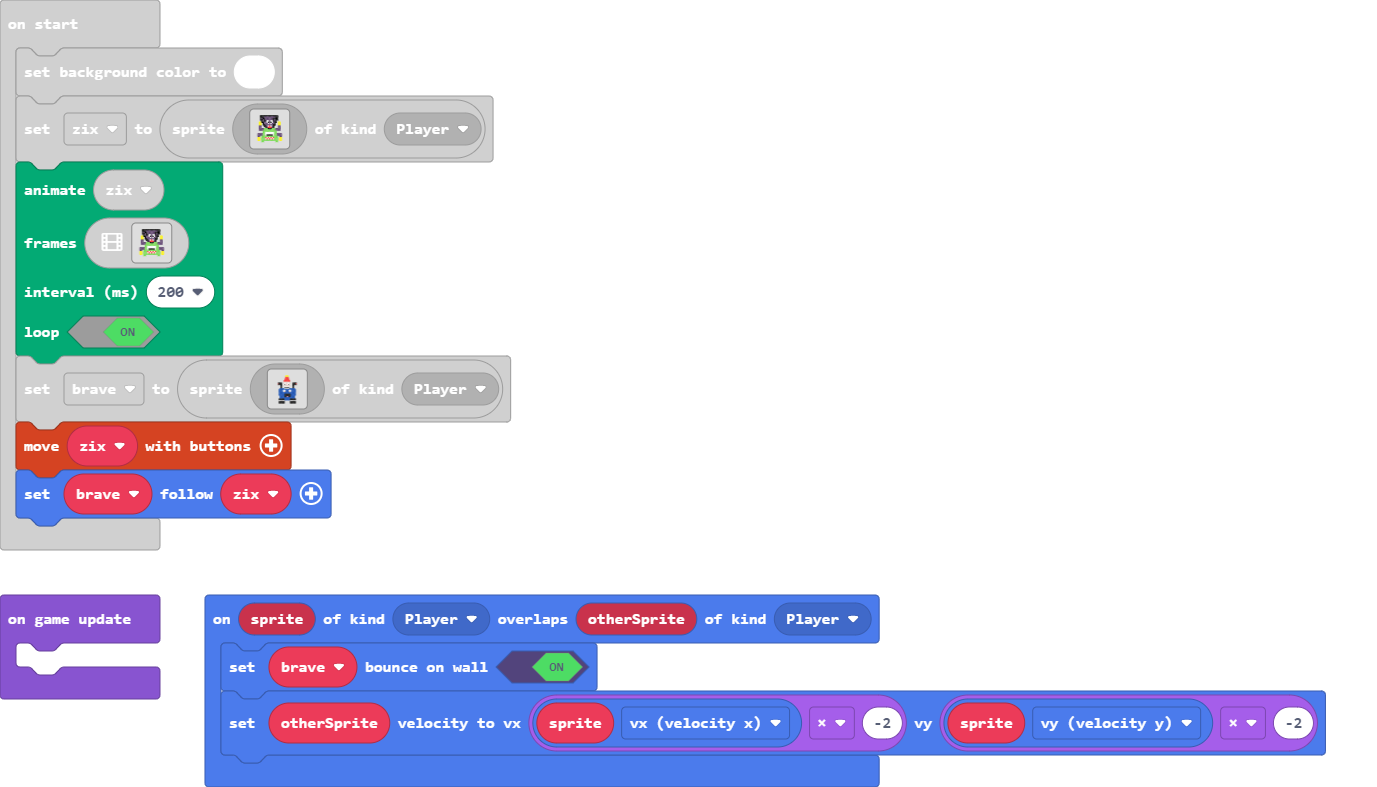 on start
set background color to
set zix to sprite of kind Player
animate zix
frames
interval (ms) 200
loop ON
set brave to sprite of kind Player
move zix with buttons
set brave follow zix
on game update
on sprite of kind Player overlaps otherSprite of kind Player
set brave bounce on wall ON
set otherSprite velocity to vx sprite vx (velocity x) × -2 vy sprite vy (velocity y) × -2